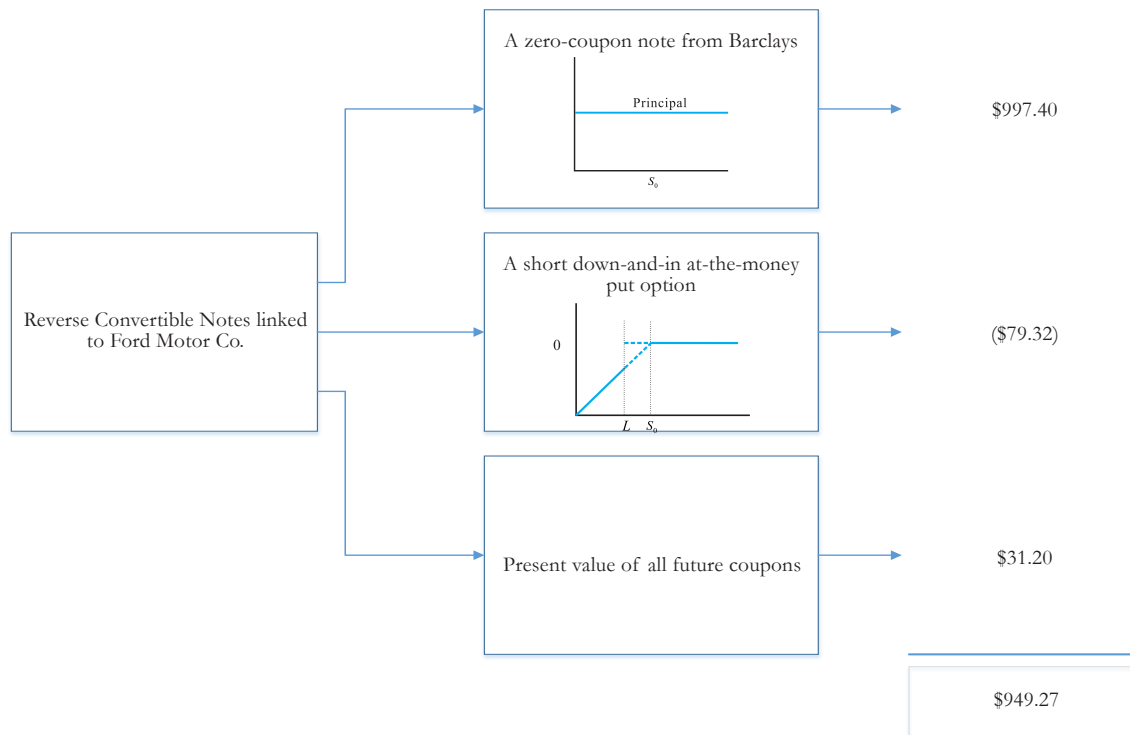 A zero-coupon note from Barclays
Principal
S₀
$997.40
Reverse Convertible Notes linked
to Ford Motor Co.
A short down-and-in at-the-money
put option
0
L S₀
($79.32)
Present value of all future coupons
$31.20
$949.27